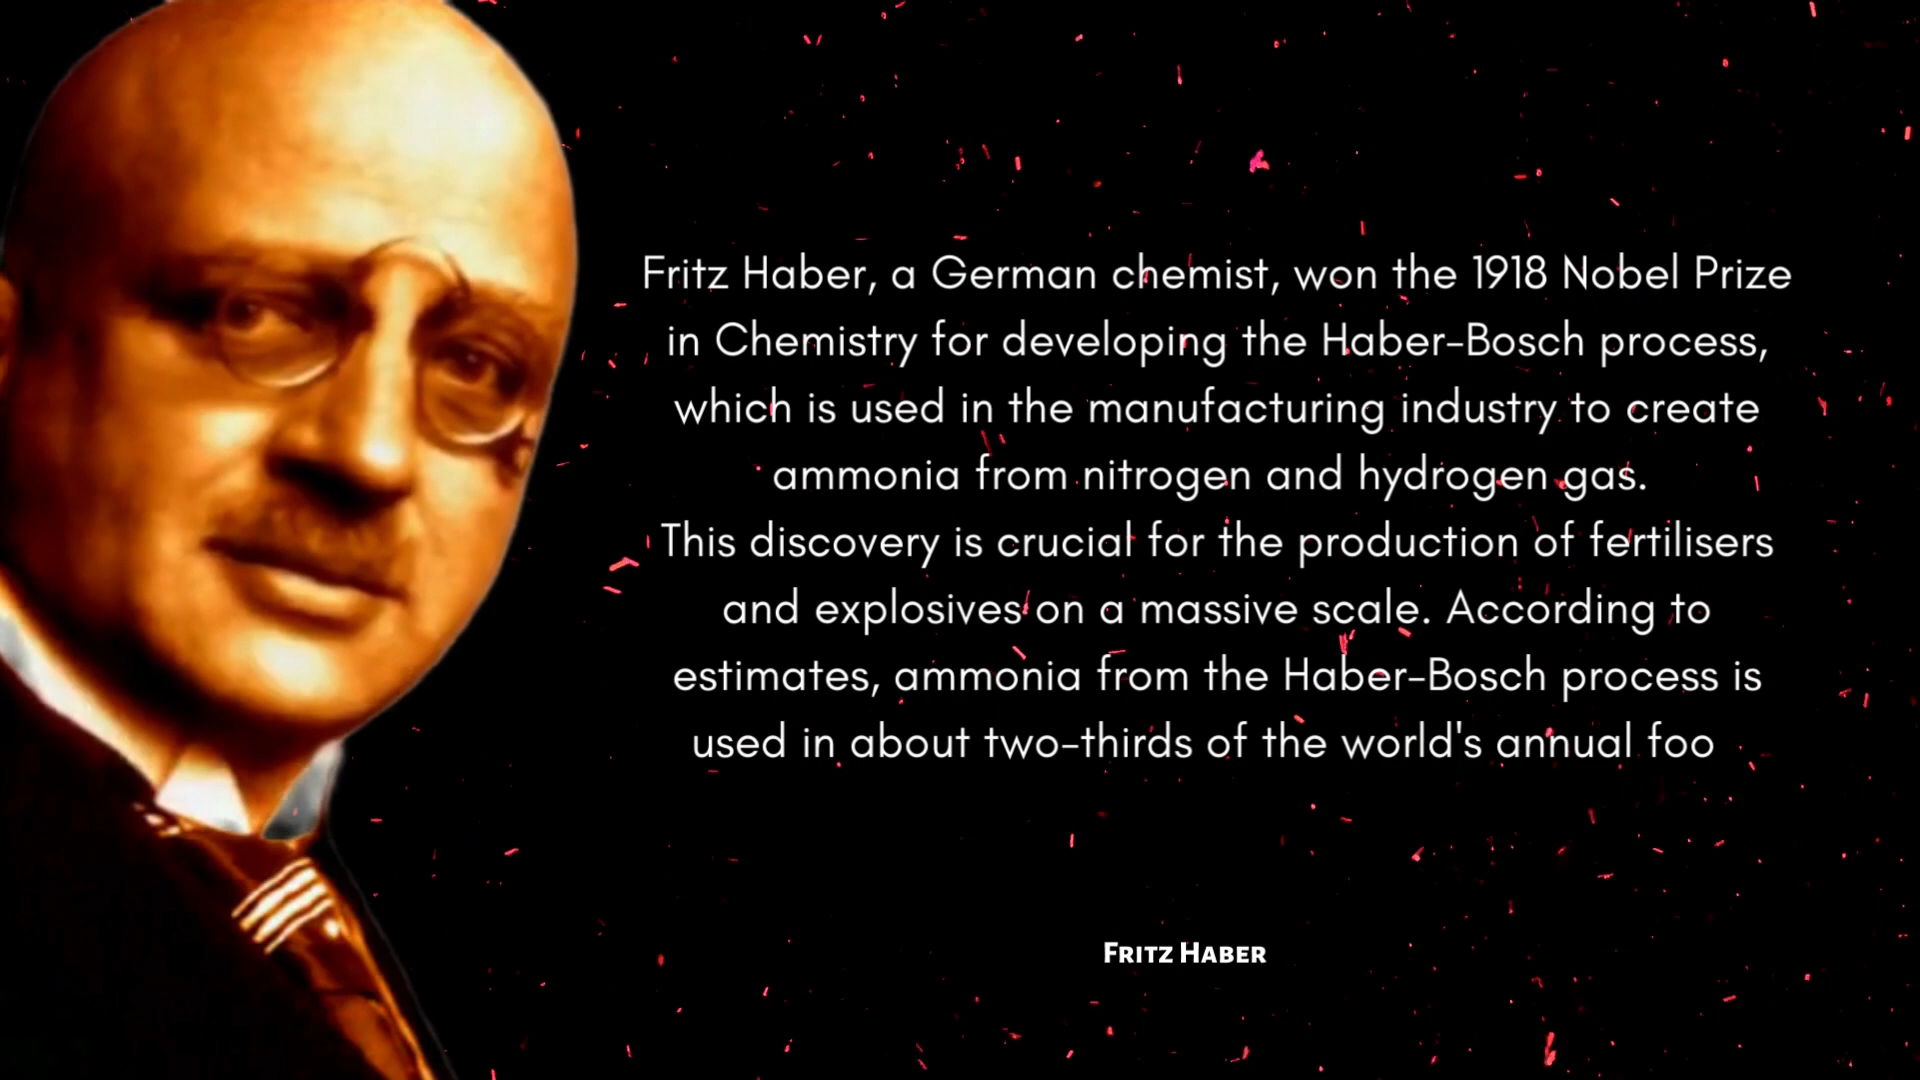 Fritz Haber, a German chemist, won the 1918 Nobel Prize
in Chemistry for developing the Haber-Bosch process,
which is used in the manufacturing industry to create
ammonia from nitrogen and hydrogen gas.
This discovery is crucial for the production of fertilisers
and explosives on a massive scale. According to
estimates, ammonia from the Haber-Bosch process is
used in about two-thirds of the world's annual foo
Fritz Haber